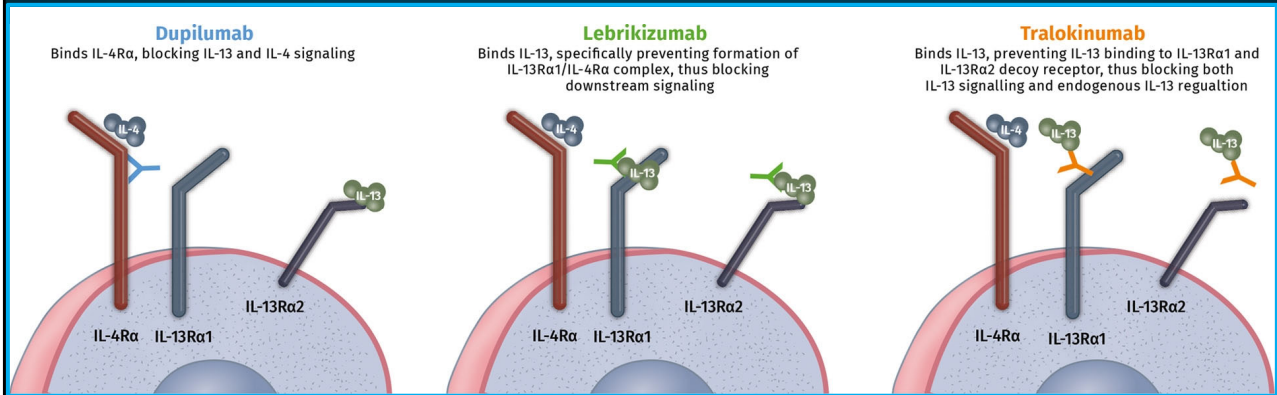 Dupilumab
Binds IL-4Rα, blocking IL-13 and IL-4 signaling
IL-4
IL-13
IL-13Rα2
IL-4Rα
IL-13Rα1
Lebrikizumab
Binds IL-13, specifically preventing formation of
IL-13Rα1/IL-4Rα complex, thus blocking
downstream signaling
IL-4
IL-13
IL-13
IL-13Rα2
IL-4Rα
IL-13Rα1
Tralokinumab
Binds IL-13, preventing IL-13 binding to IL-13Rα1 and
IL-13Rα2 decoy receptor, thus blocking both
IL-13 signalling and endogenous IL-13 regualtion
IL-4
IL-13
IL-13
IL-13Rα2
IL-4Rα
IL-13Rα1